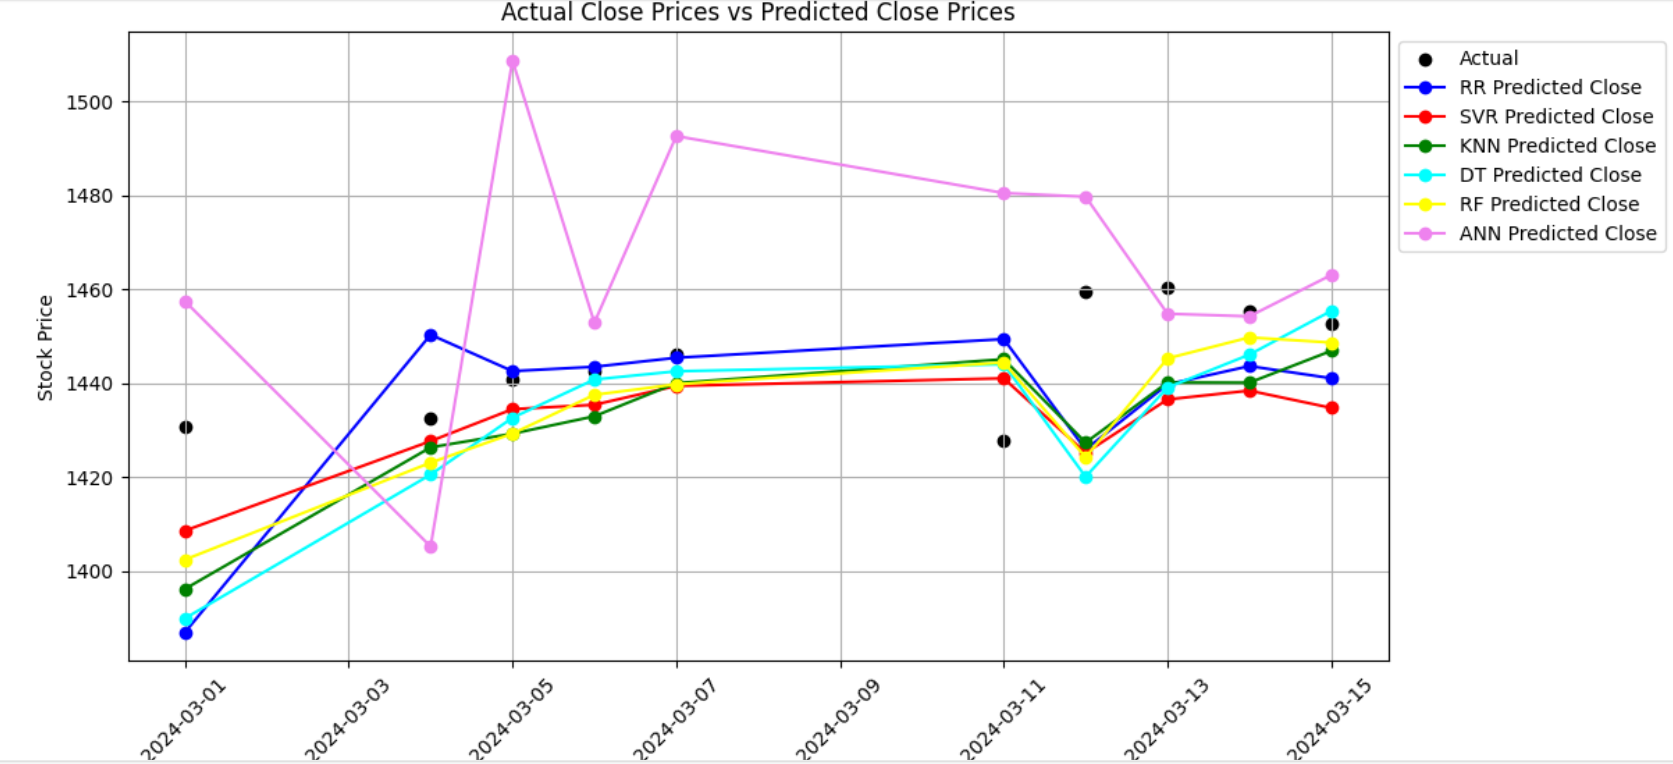 Actual Close Prices vs Predicted Close Prices
Stock Price
1500
1480
1460
1440
1420
1400
2024-03-01
2024-03-03
2024-03-05
2024-03-07
2024-03-09
2024-03-11
2024-03-13
2024-03-15
Actual
RR Predicted Close
SVR Predicted Close
KNN Predicted Close
DT Predicted Close
RF Predicted Close
ANN Predicted Close